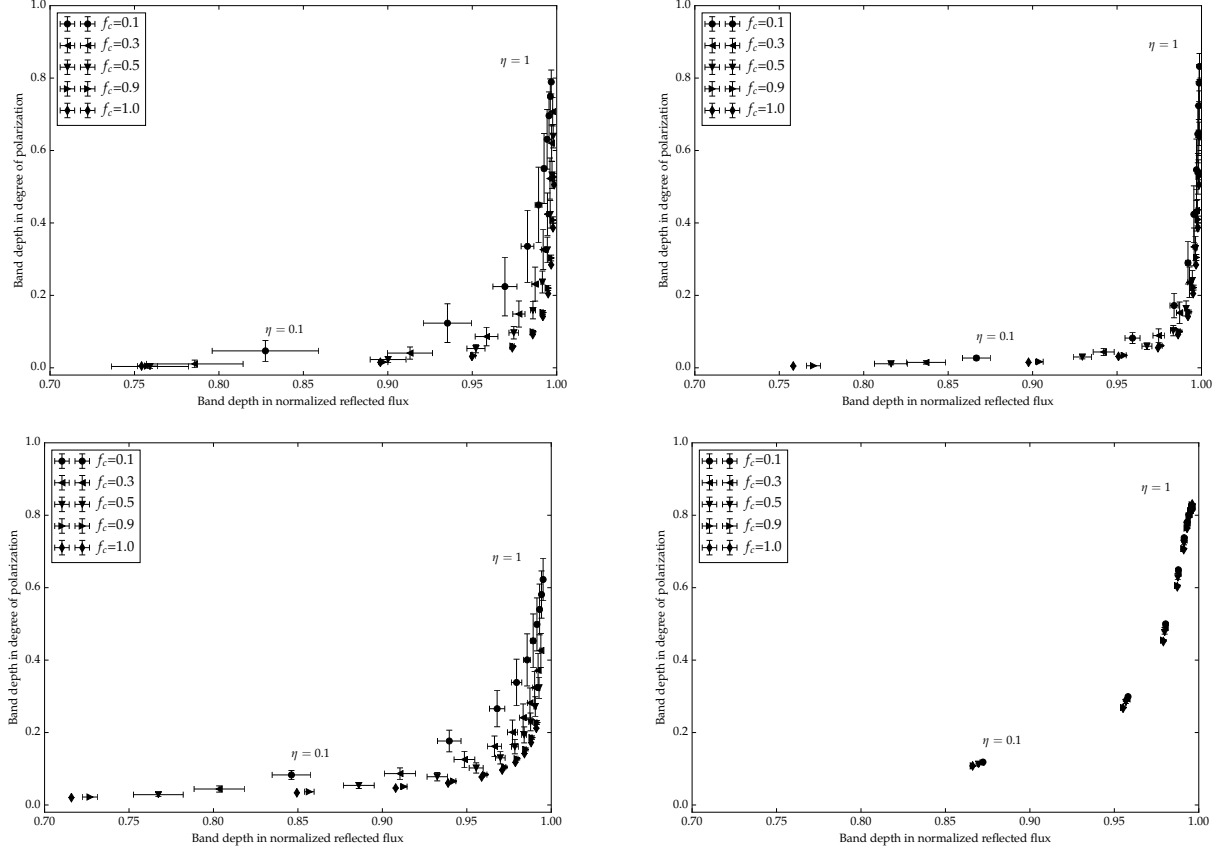 1.0
0.8
0.6
0.4
0.2
0.0
Band depth in degree of polarization
f_c=0.1
f_c=0.3
f_c=0.5
f_c=0.9
f_c=1.0
η = 1
η = 0.1
0.70 0.75 0.80 0.85 0.90 0.95 1.00
Band depth in normalized reflected flux
1.0
0.8
0.6
0.4
0.2
0.0
Band depth in degree of polarization
f_c=0.1
f_c=0.3
f_c=0.5
f_c=0.9
f_c=1.0
η = 1
η = 0.1
0.70 0.75 0.80 0.85 0.90 0.95 1.00
Band depth in normalized reflected flux
1.0
0.8
0.6
0.4
0.2
0.0
Band depth in degree of polarization
f_c=0.1
f_c=0.3
f_c=0.5
f_c=0.9
f_c=1.0
η = 1
η = 0.1
0.70 0.75 0.80 0.85 0.90 0.95 1.00
Band depth in normalized reflected flux
1.0
0.8
0.6
0.4
0.2
0.0
Band depth in degree of polarization
f_c=0.1
f_c=0.3
f_c=0.5
f_c=0.9
f_c=1.0
η = 1
η = 0.1
0.70 0.75 0.80 0.85 0.90 0.95 1.00
Band depth in normalized reflected flux